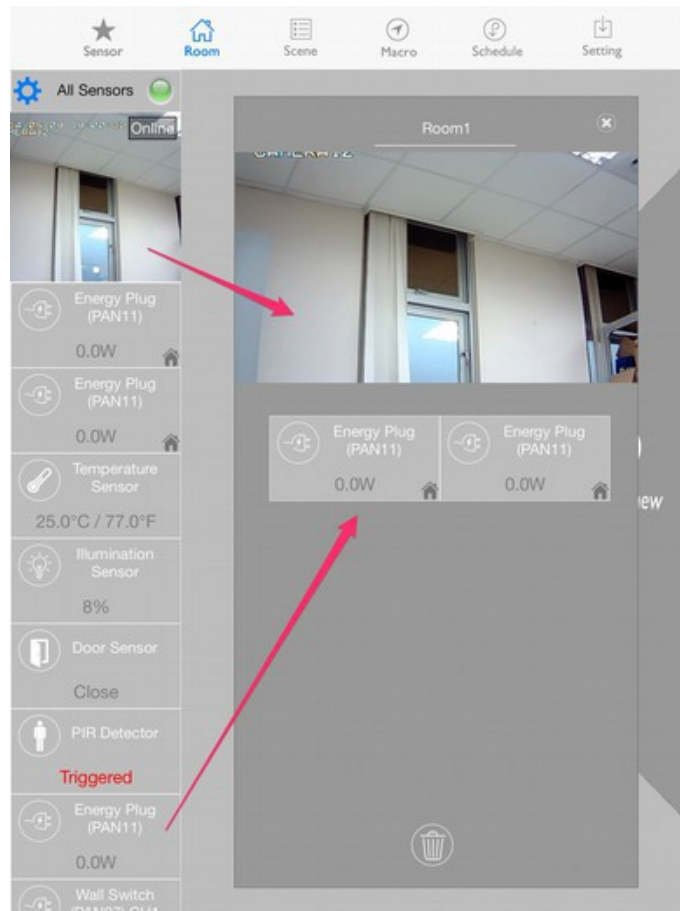 Sensor
Room
Scene
Macro
Schedule
Setting
All Sensors
Online
Energy Plug
(PAN11)
0.0W
Energy Plug
(PAN11)
0.0W
Temperature
Sensor
25.0°C / 77.0°F
Illumination
Sensor
8%
Door Sensor
Close
PIR Detector
Triggered
Energy Plug
(PAN11)
0.0W
Wall Switch
Room1
Energy Plug
(PAN11)
0.0W
Energy Plug
(PAN11)
0.0W